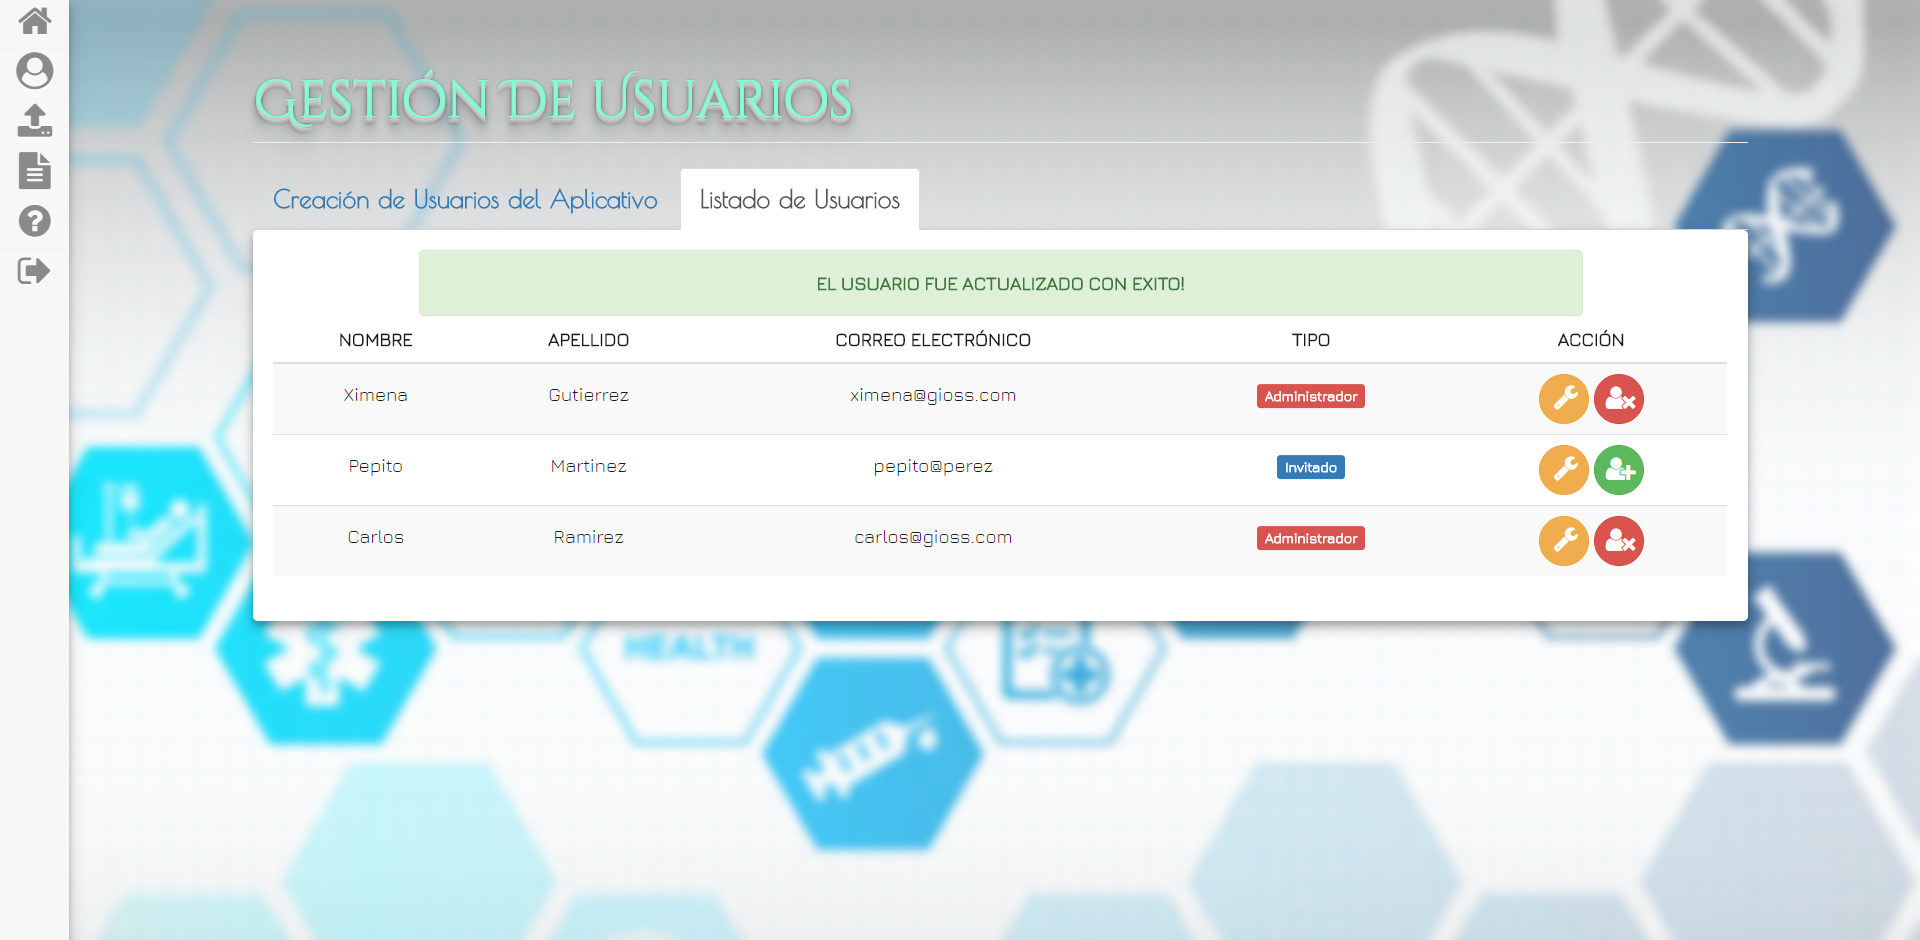 Gestión De Usuarios
Creación de Usuarios del Aplicativo Listado de Usuarios
EL USUARIO FUE ACTUALIZADO CON EXITO!
NOMBRE APELLIDO CORREO ELECTRÓNICO TIPO ACCIÓN
Ximena Gutierrez ximena@gioss.com Administrador
Pepito Martinez pepito@perez Invitado
Carlos Ramirez carlos@gioss.com Administrador
HEALTH